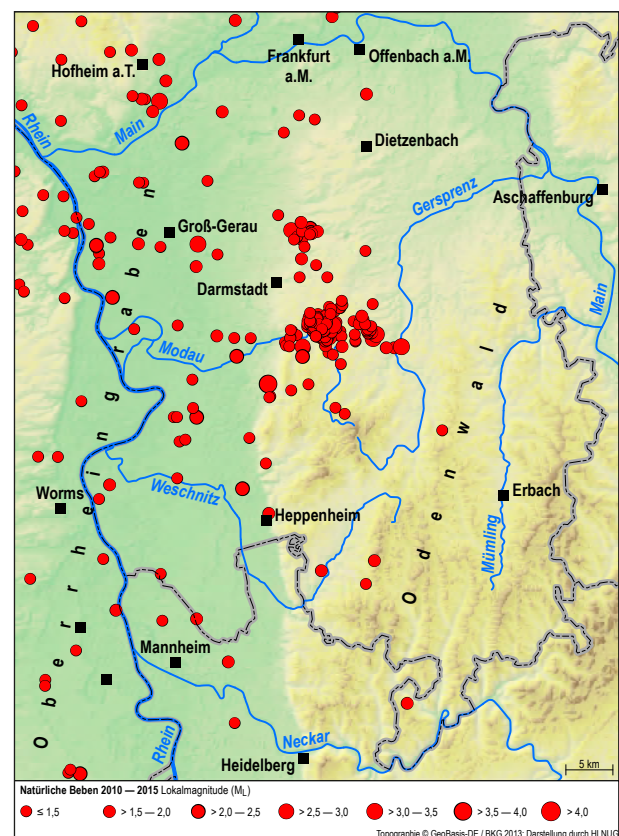 Hofheim a.T.
Frankfurt
a.M.
Offenbach a.M.
Rhein
Main
Dietzenbach
Gersprenz
Aschaffenburg
Groß-Gerau
Darmstadt
Main
Modau
Oberrheingraben
Odenwald
Weschnitz
Worms
Heppenheim
Erbach
Mümling
Mannheim
Rhein
Neckar
Heidelberg
5 km
Natürliche Beben 2010 — 2015 Lokalmagnitude (ML)
≤ 1,5 > 1,5 — 2,0 > 2,0 — 2,5 > 2,5 — 3,0 > 3,0 — 3,5 > 3,5 — 4,0 > 4,0
Topographie © GeoBasis-DE / BKG 2013; Darstellung durch HLNUG